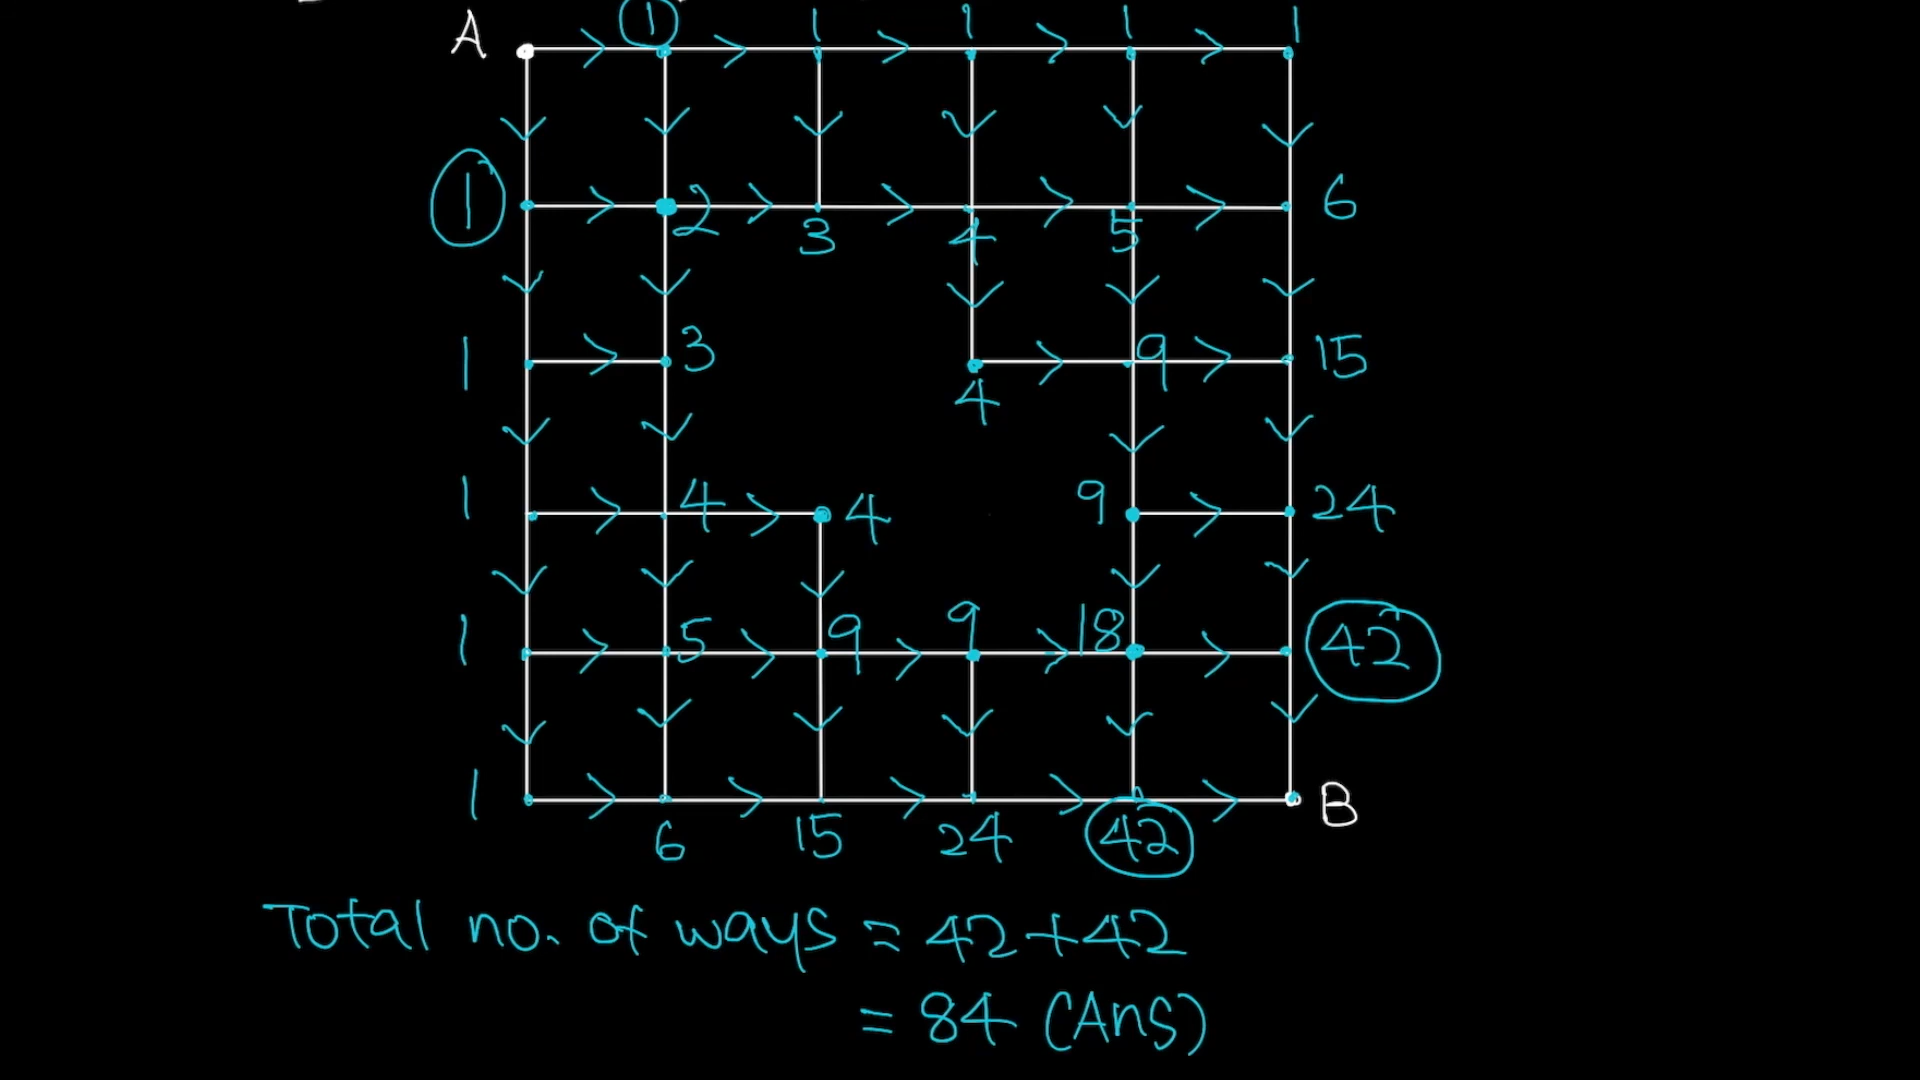 A 1 1 1 1 1
1 2 3 4 5 6
1 3 4 9 15
1 4 4 9 24
1 5 9 9 18 42
1 6 15 24 42 B
Total no. of ways = 42+42
= 84 (Ans)